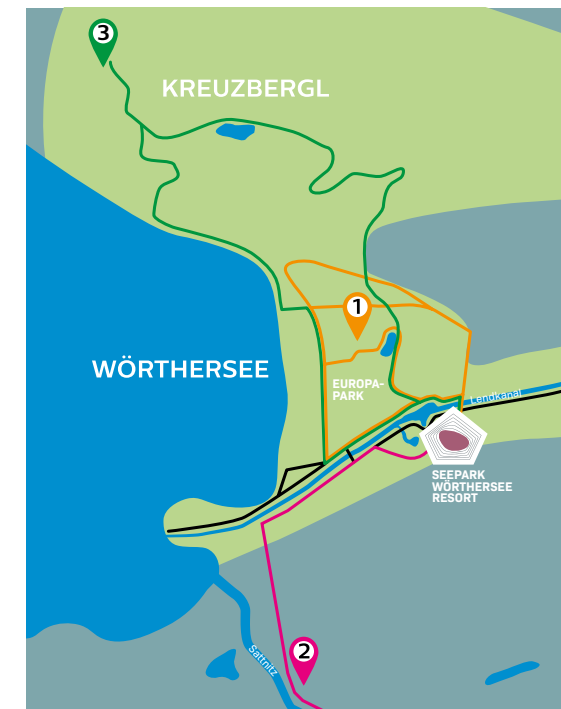 3
KREUZBERGL
1
WÖRTHERSEE
EUROPA-
PARK
Lendkanal
SEEPARK
WÖRTHERSEE
RESORT
2
Sattnitz